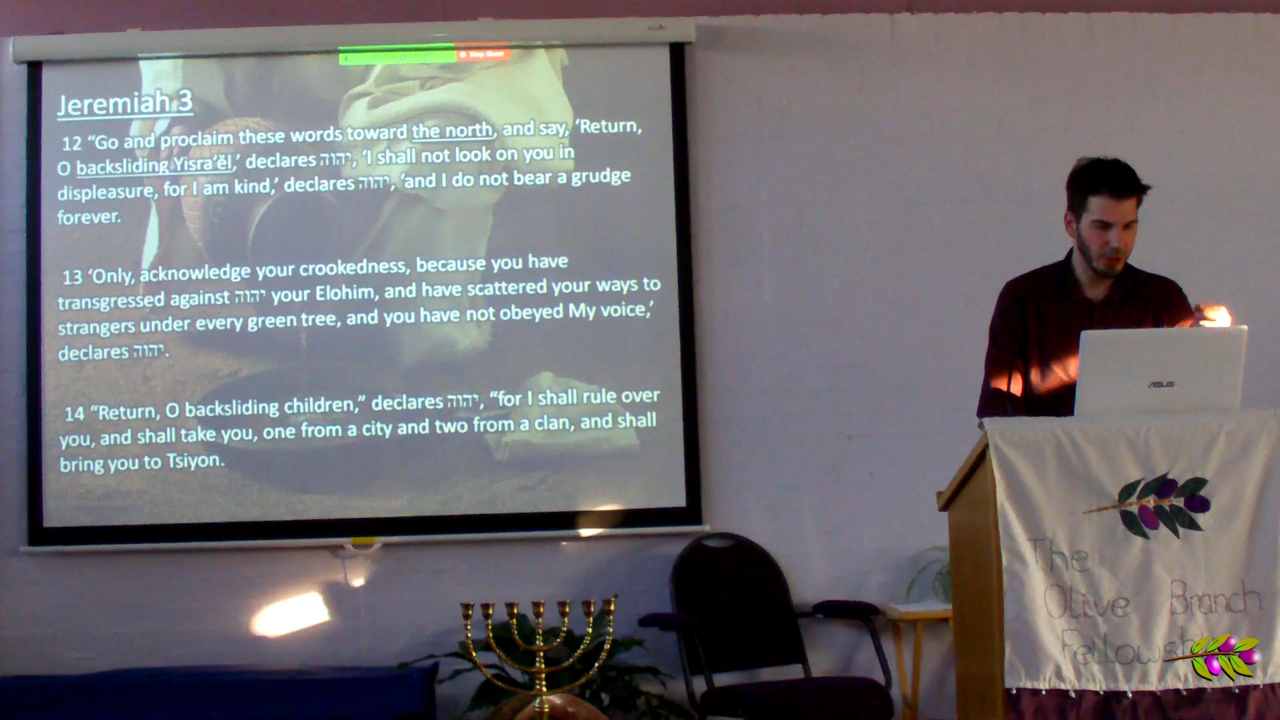 Stop Share
Jeremiah 3
12 “Go and proclaim these words toward the north, and say, ‘Return,
O backsliding Yisra’ĕl,’ declares יהוה, ‘I shall not look on you in
displeasure, for I am kind,’ declares יהוה, ‘and I do not bear a grudge
forever.
13 ‘Only, acknowledge your crookedness, because you have
transgressed against יהוה your Elohim, and have scattered your ways to
strangers under every green tree, and you have not obeyed My voice,’
declares יהוה.
14 “Return, O backsliding children,” declares יהוה, “for I shall rule over
you, and shall take you, one from a city and two from a clan, and shall
bring you to Tsiyon.
ASUS
The
Olive Branch